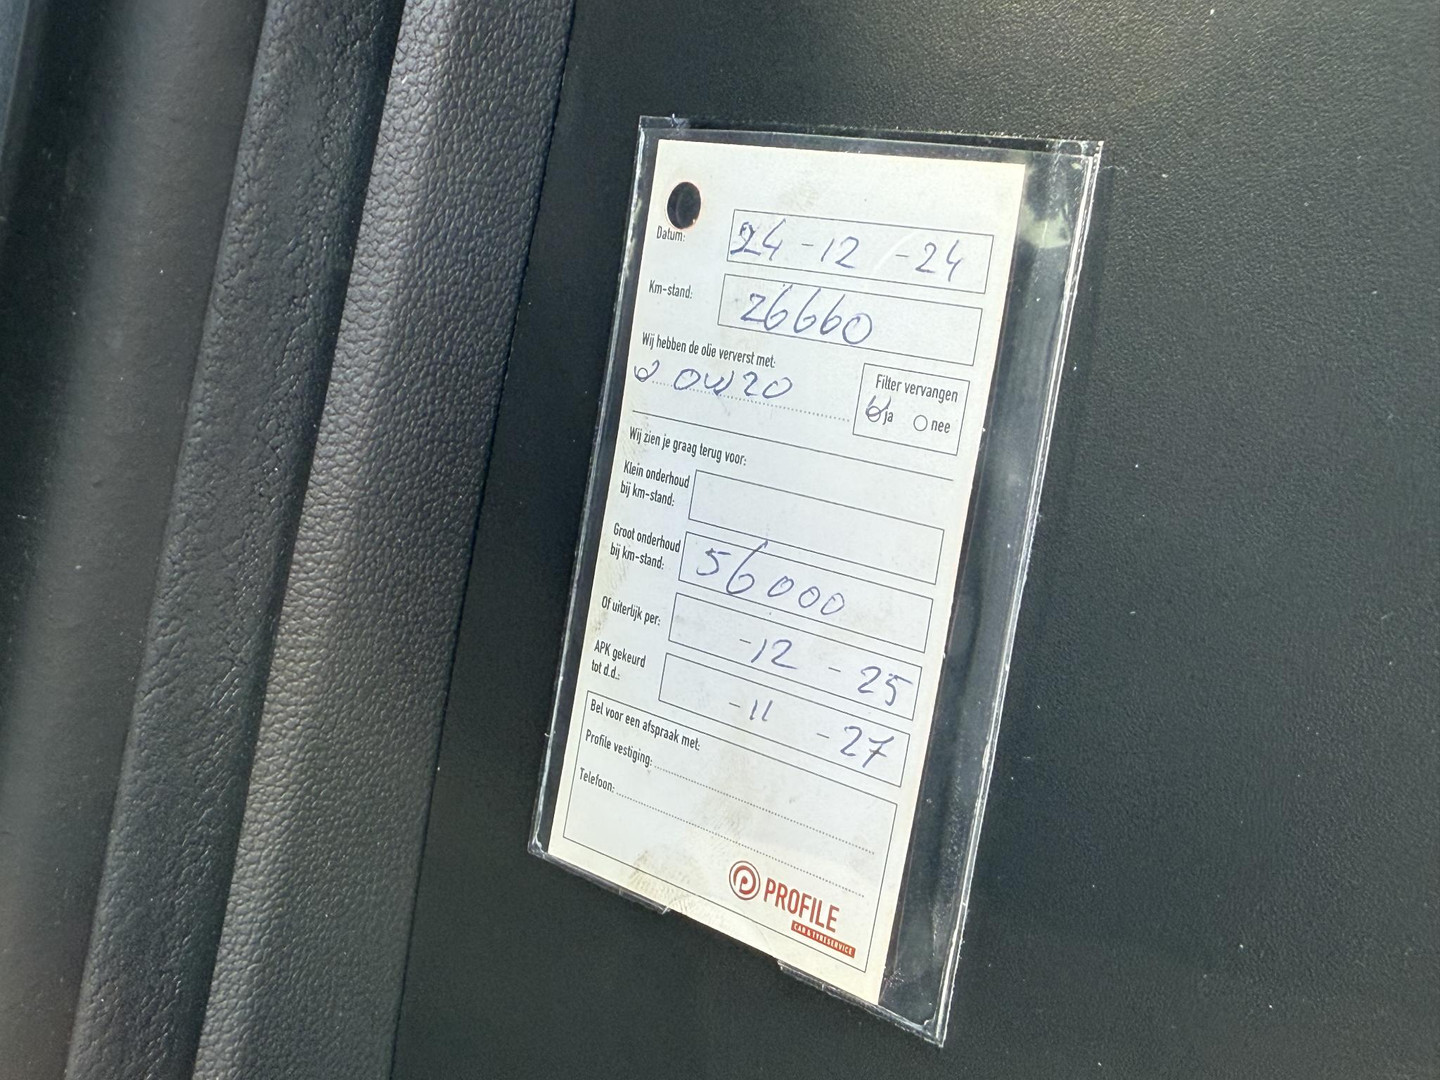 Datum: 24-12-24
Km-stand: 26660
Wij hebben de olie ververst met:
0W20
Filter vervangen
ja nee
Wij zien je graag terug voor:
Klein onderhoud
bij km-stand:
Groot onderhoud
bij km-stand: 56000
Of uiterlijk per: -12 -25
APK gekeurd
tot d.d.: -11 -27
Bel voor een afspraak met:
Profile vestiging:
Telefoon:
PROFILE
CAR & TYRESERVICE